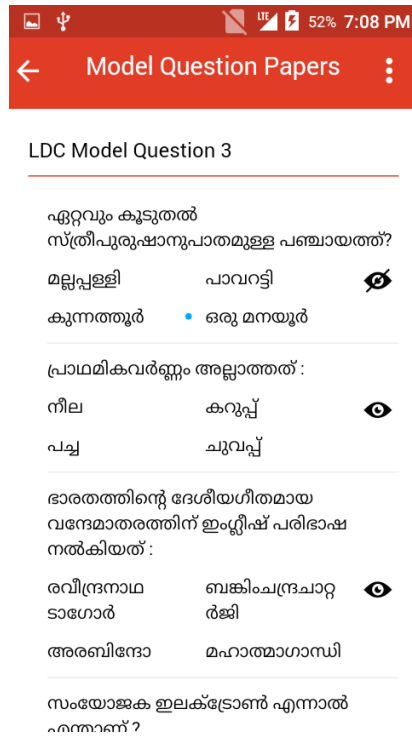 LTE 52% 7:08 PM
Model Question Papers
LDC Model Question 3
ഏറ്റവും കൂടുതൽ
സ്ത്രീപുരുഷാനുപാതമുള്ള പഞ്ചായത്ത്?
മല്ലപ്പള്ളി പാവറട്ടി
കുന്നത്തൂർ ഒരു മനയൂർ
പ്രാഥമികവർണ്ണം അല്ലാത്തത് :
നീല കറുപ്പ്
പച്ച ചുവപ്പ്
ഭാരതത്തിന്റെ ദേശീയഗീതമായ
വന്ദേമാതരത്തിന് ഇംഗ്ലീഷ് പരിഭാഷ
നൽകിയത് :
രവീന്ദ്രനാഥ ബങ്കിംചന്ദ്രചാറ്റ
ടാഗോർ ർജി
അരബിന്ദോ മഹാത്മാഗാന്ധി
സംയോജക ഇലക്ട്രോൺ എന്നാൽ
എന്താണ് ?